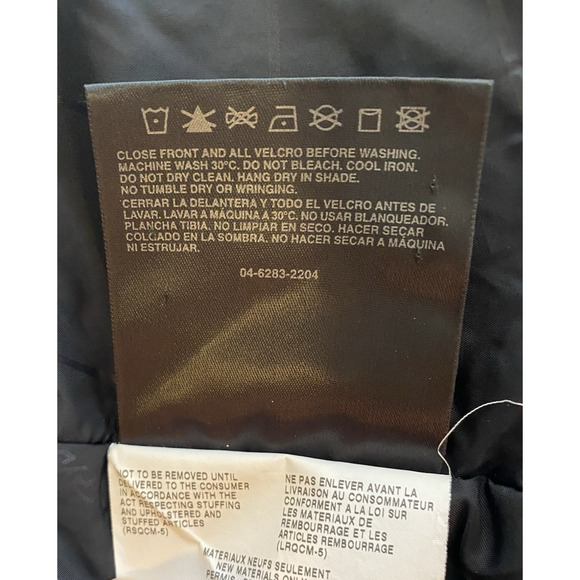 CLOSE FRONT AND ALL VELCRO BEFORE WASHING.
MACHINE WASH 30°C. DO NOT BLEACH. COOL IRON.
DO NOT DRY CLEAN. HANG DRY IN SHADE.
NO TUMBLE DRY OR WRINGING.
CERRAR LA DELANTERA Y TODO EL VELCRO ANTES DE
LAVAR. LAVAR A MÁQUINA A 30°C. NO USAR BLANQUEADOR.
PLANCHA TIBIA. NO LIMPIAR EN SECO. HACER SECAR
COLGADO EN LA SOMBRA. NO HACER SECAR A MÁQUINA
NI ESTRUJAR.
04-6283-2204
NOT TO BE REMOVED UNTIL
DELIVERED TO THE CONSUMER
IN ACCORDANCE WITH THE
ACT RESPECTING STUFFING
AND UPHOLSTERED AND
STUFFED ARTICLES
(RSQCM-5)
NE PAS ENLEVER AVANT LA
LIVRAISON AU CONSOMMATEUR
CONFORMENT A LA LOI SUR
LES MATERIAUX DE
REMBOURRAGE ET LES
ARTICLES REMBOURRAGE
(LRQCM-5)
MATERIAUX NEUFS SEULEMENT
NEW MATERIALS ONLY
PERMIS